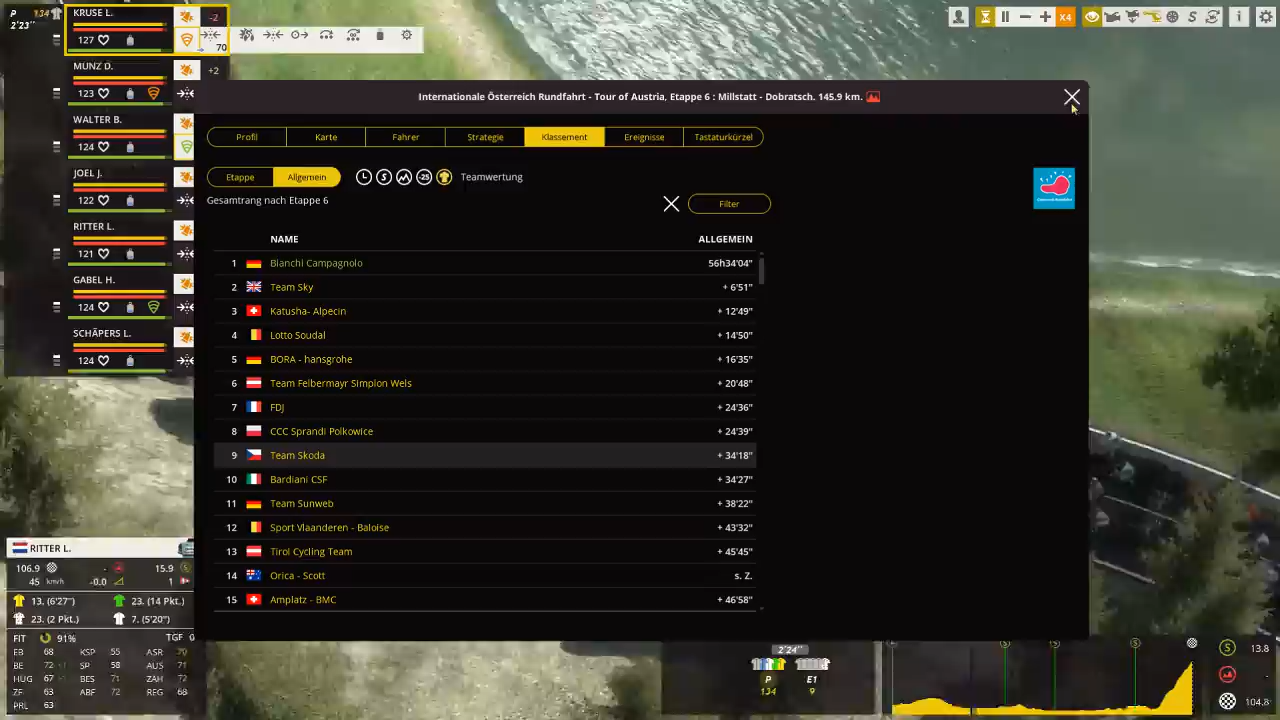 P
2'23"
KRUSE L.
-2
127
70
MUNZ D.
+2
123
WALTER B.
124
JOEL J.
122
RITTER L.
121
GABEL H.
124
SCHÄPERS L.
124
X4
Internationale Österreich Rundfahrt - Tour of Austria, Etappe 6 : Millstatt - Dobratsch. 145.9 km.
Profil Karte Fahrer Strategie Klassement Ereignisse Tastaturkürzel
Etappe Allgemein S -25 Teamwertung
Gesamtrang nach Etappe 6
Filter
NAME ALLGEMEIN
1 Bianchi Campagnolo 56h34'04"
2 Team Sky + 6'51"
3 Katusha- Alpecin + 12'49"
4 Lotto Soudal + 14'50"
5 BORA - hansgrohe + 16'35"
6 Team Felbermayr Simplon Wels + 20'48"
7 FDJ + 24'36"
8 CCC Sprandi Polkowice + 24'39"
9 Team Skoda + 34'18"
10 Bardiani CSF + 34'27"
11 Team Sunweb + 38'22"
12 Sport Vlaanderen - Baloise + 43'32"
13 Tirol Cycling Team + 45'45"
14 Orica - Scott s. Z.
15 Amplatz - BMC + 46'58"
RITTER L.
106.9 - 15.9
45 km/h -0.0 1
13. (6'27") 23. (14 Pkt.)
23. (2 Pkt.) 7. (5'20")
FIT 91% TGF 0
EB 68 KSP 55 ASR 70
BE 72 SP 58 AUS 71
HÜG 67 BES 71 ZÄH 72
ZF 63 ABF 72 REG 68
PRL 63
2'24"
P E1
134 9
S 13.8
-
104.8